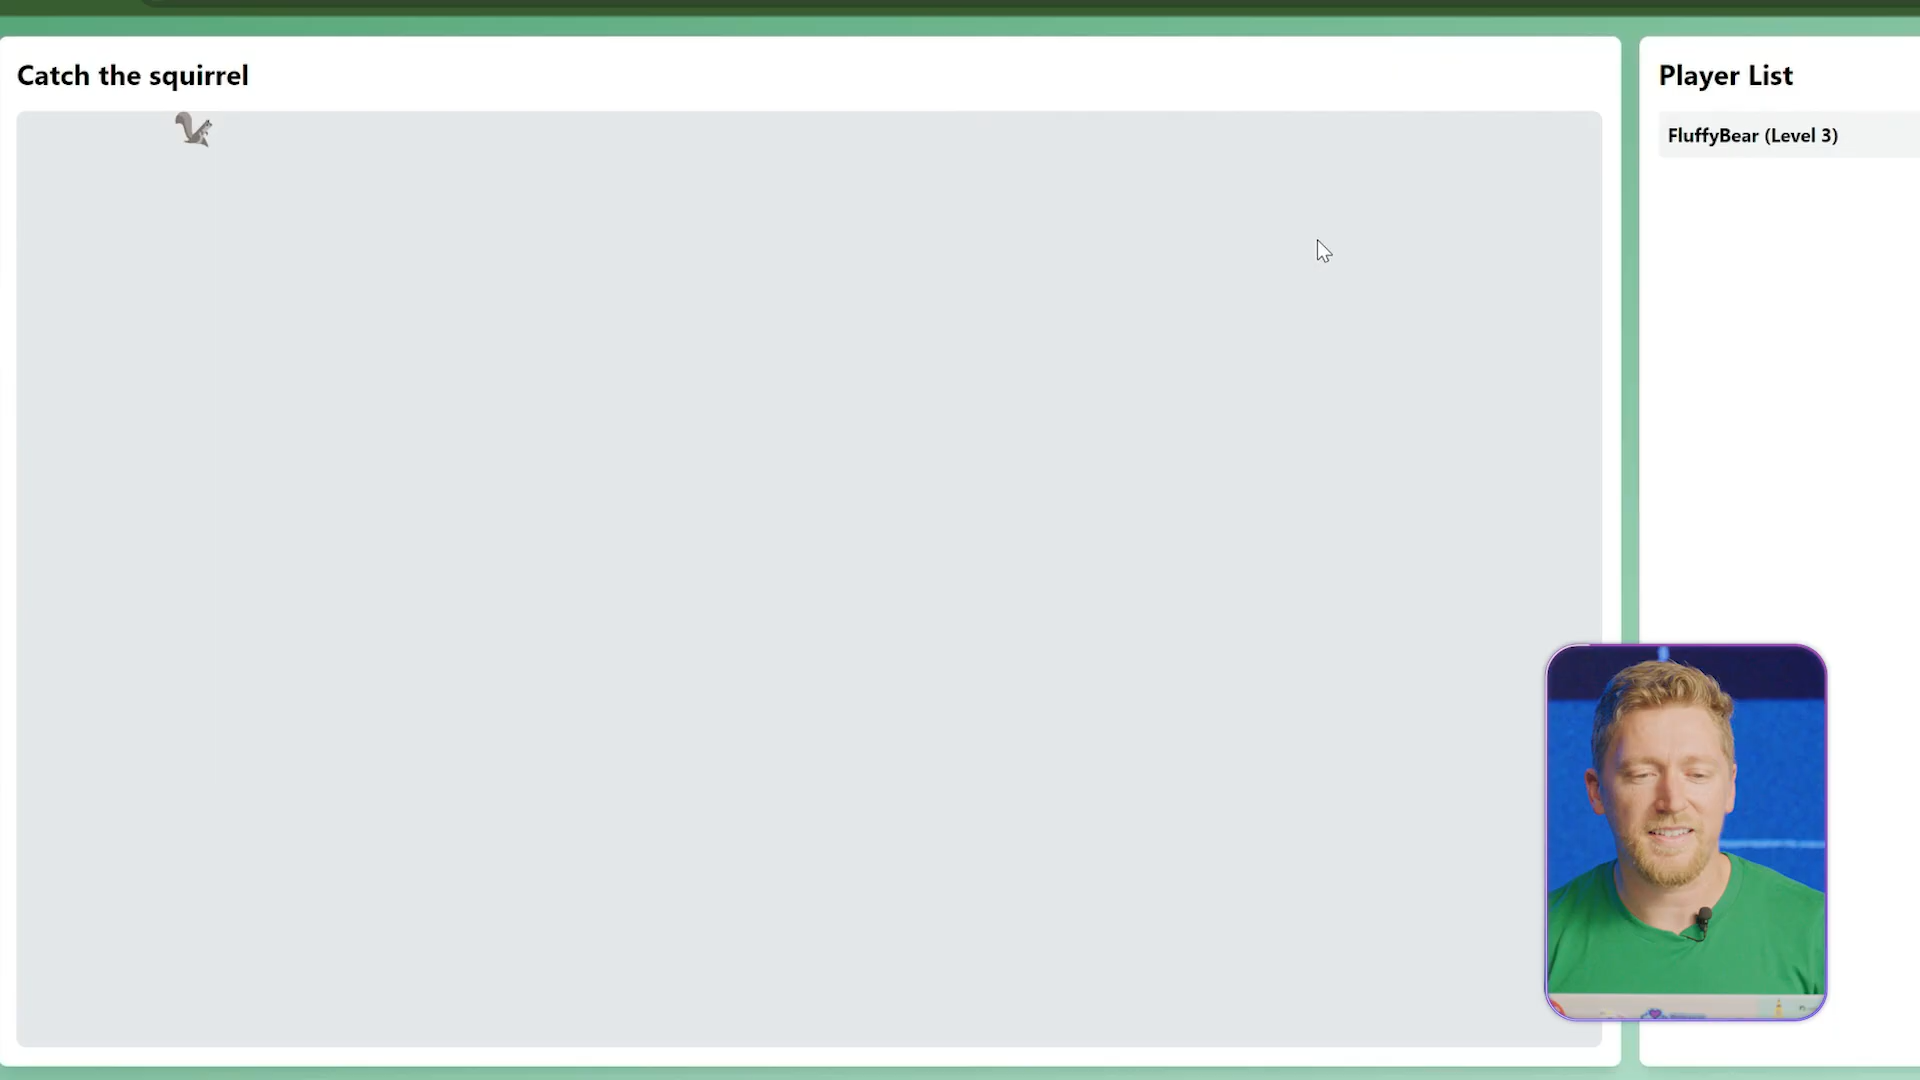 Catch the squirrel
Player List
FluffyBear (Level 3)